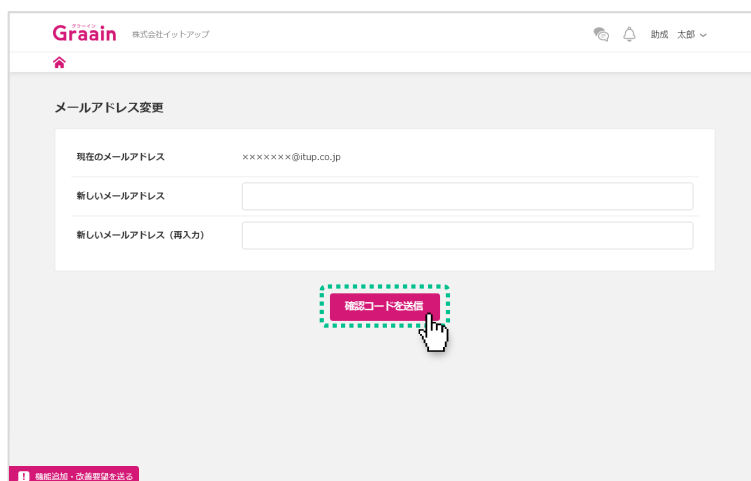 グラーイン
Graain 株式会社イットアップ 助成 太郎
メールアドレス変更
現在のメールアドレス ×××××××@itup.co.jp
新しいメールアドレス
新しいメールアドレス（再入力）
確認コードを送信
! 機能追加・改善要望を送る